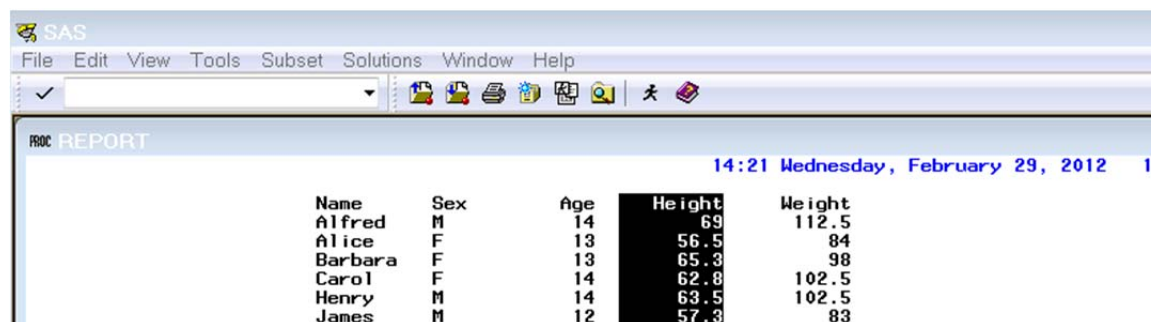 SAS
File Edit View Tools Subset Solutions Window Help
PROC REPORT
14:21 Wednesday, February 29, 2012 1
Name Sex Age Height Weight
Alfred M 14 69 112.5
Alice F 13 56.5 84
Barbara F 13 65.3 98
Carol F 14 62.8 102.5
Henry M 14 63.5 102.5
James M 12 57.3 83